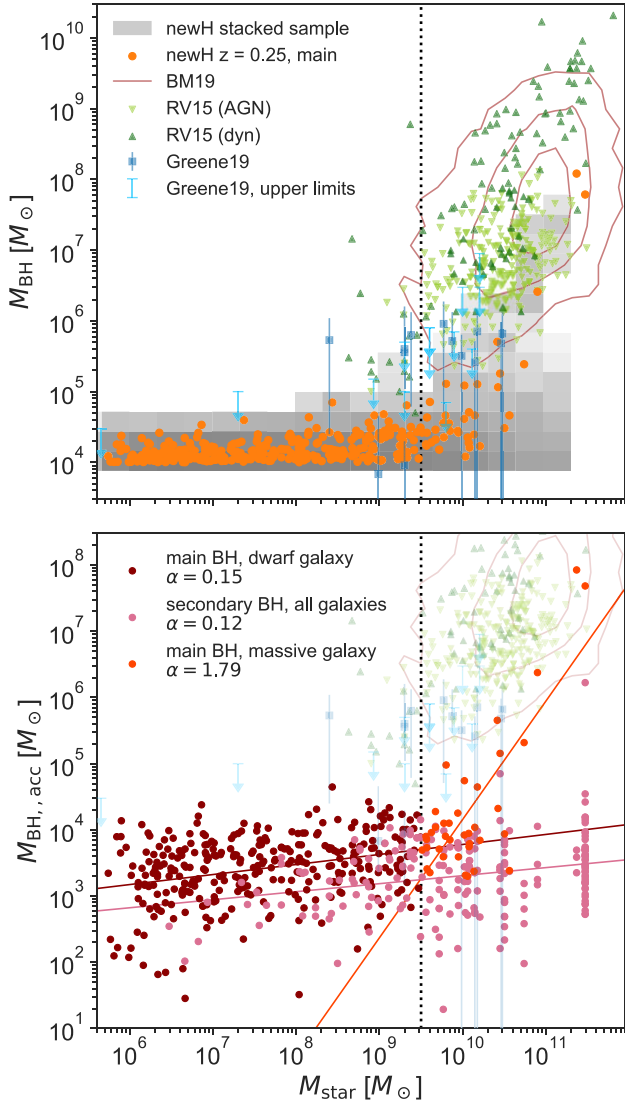 newH stacked sample
newH z = 0.25, main
BM19
RV15 (AGN)
RV15 (dyn)
Greene19
Greene19, upper limits
10^10
10^9
10^8
10^7
10^6
10^5
10^4
M_BH [M_⊙]
main BH, dwarf galaxy
α = 0.15
secondary BH, all galaxies
α = 0.12
main BH, massive galaxy
α = 1.79
10^8
10^7
10^6
10^5
10^4
10^3
10^2
10^1
M_BH,,acc [M_⊙]
10^6 10^7 10^8 10^9 10^10 10^11
M_star [M_⊙]